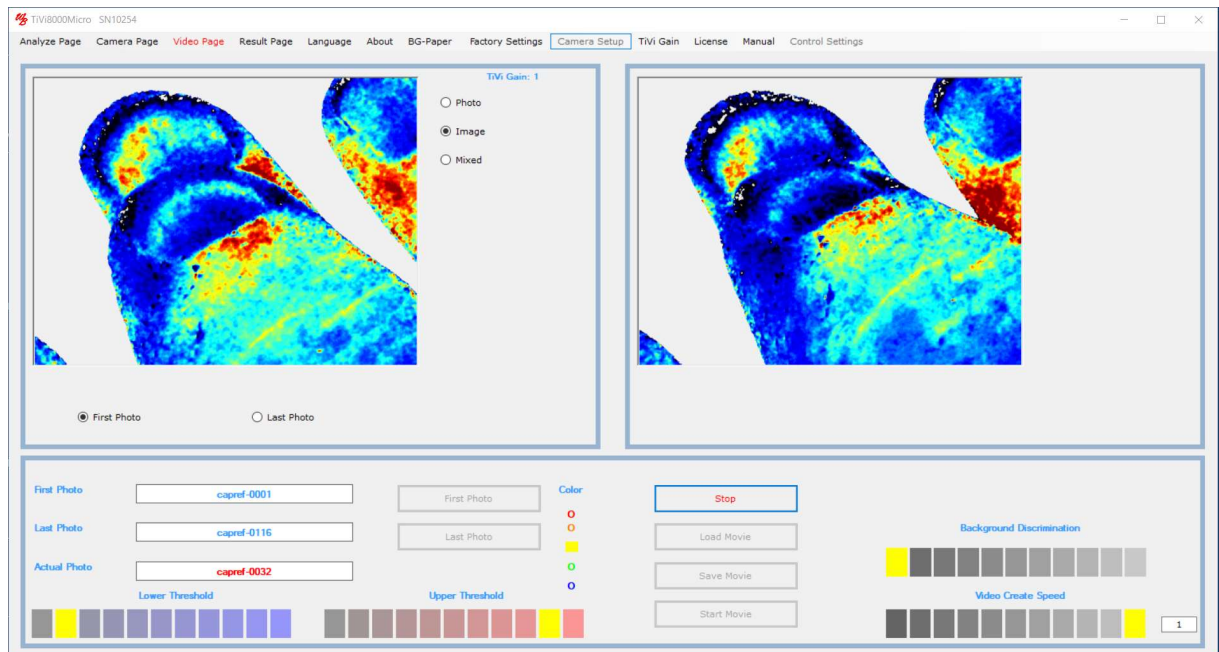 TiVi8000Micro SN10254
Analyze Page Camera Page Video Page Result Page Language About BG-Paper Factory Settings Camera Setup TiVi Gain License Manual Control Settings
TiVi Gain: 1
Photo
Image
Mixed
First Photo Last Photo
First Photo capref-0001 First Photo Color Stop
Last Photo capref-0116 Last Photo Load Movie Background Discrimination
Actual Photo capref-0032 Save Movie
Lower Threshold Upper Threshold Video Create Speed
Start Movie 1